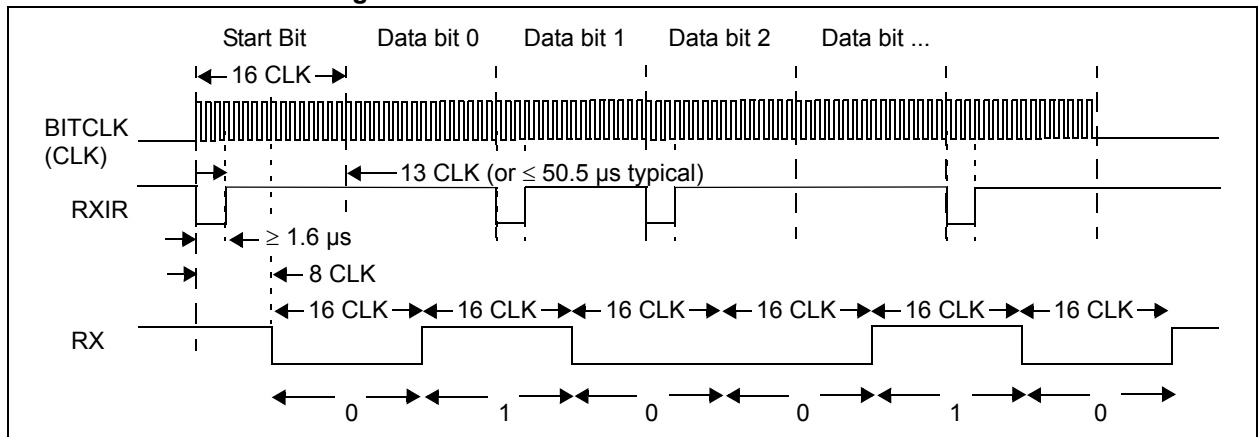 Start Bit Data bit 0 Data bit 1 Data bit 2 Data bit ...
16 CLK
BITCLK
(CLK)
13 CLK (or ≤ 50.5 µs typical)
RXIR
≥ 1.6 µs
8 CLK
16 CLK 16 CLK 16 CLK 16 CLK 16 CLK 16 CLK
RX
0 1 0 0 1 0